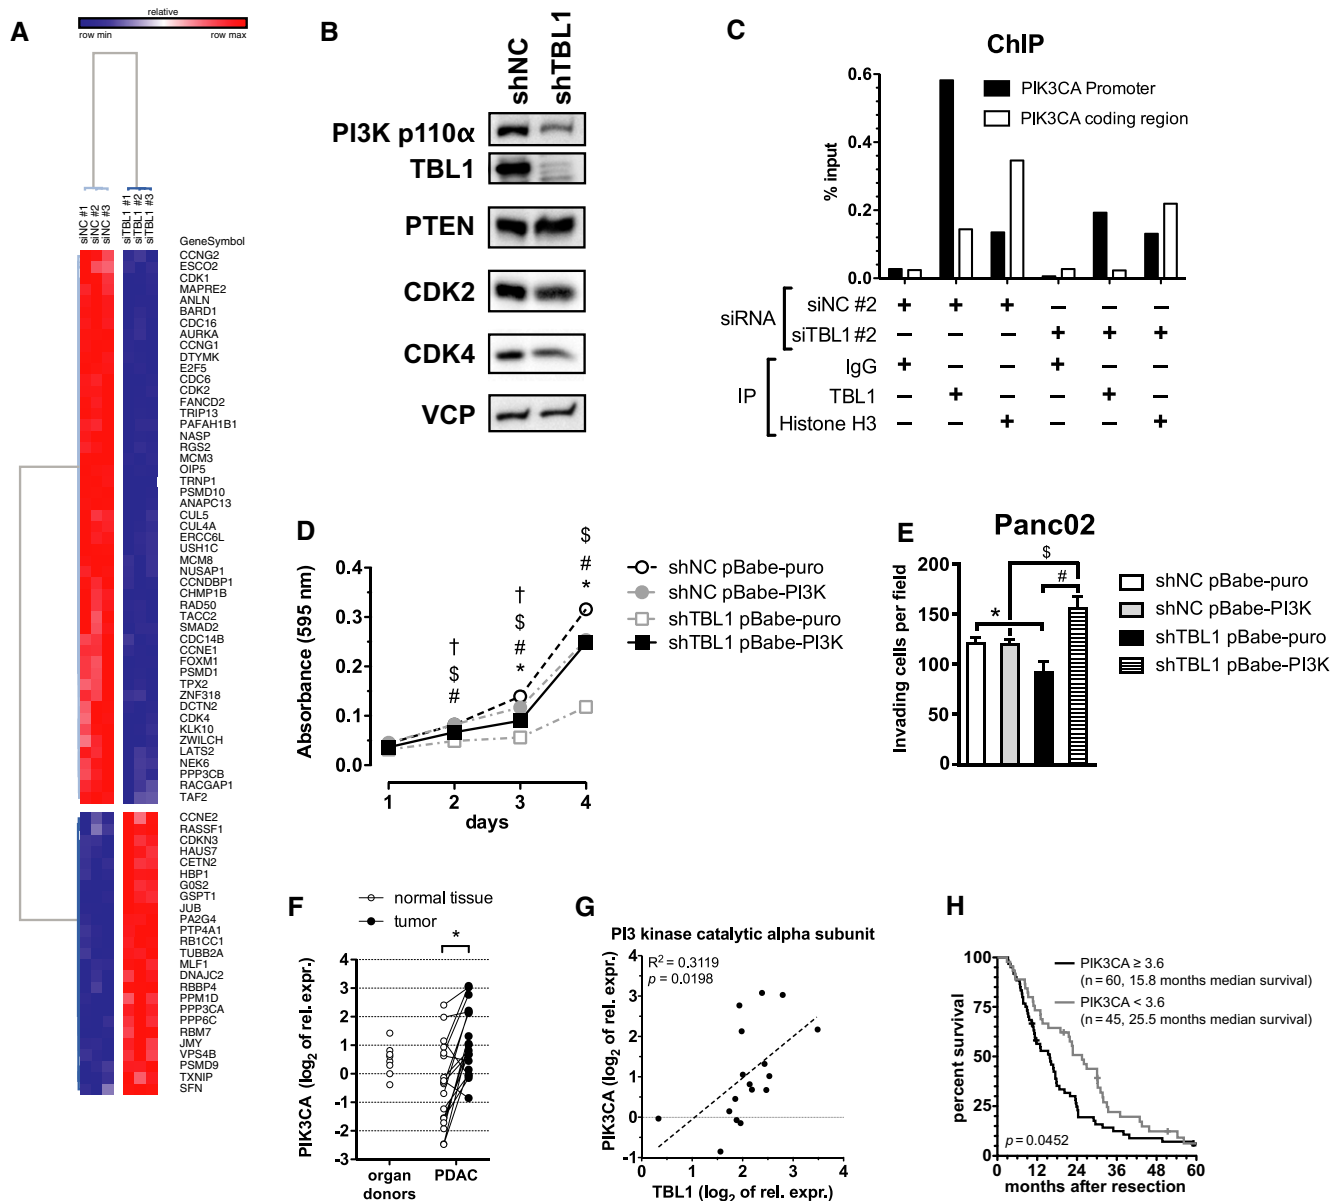 A
relative
row min
row max
siNC #1
siNC #2
siNC #3
siTBL1 #1
siTBL1 #2
siTBL1 #3
GeneSymbol
CCNG2
ESCO2
CDK1
MAPRE2
ANLN
BARD1
CDC16
AURKA
CCNG1
DTYMK
E2F5
CDC6
CDK2
FANCD2
TRIP13
PAFAH1B1
NASP
RGS2
MCM3
OIP5
TRNP1
PSMD10
ANAPC13
CUL5
CUL4A
ERCC6L
USH1C
MCM8
NUSAP1
CCNDBP1
CHMP1B
RAD50
TACC2
SMAD2
CDC14B
CCNE1
FOXM1
PSMD1
TPX2
ZNF318
DCTN2
CDK4
KLK10
ZWILCH
LATS2
NEK6
PPP3CB
RACGAP1
TAF2
CCNE2
RASSF1
CDKN3
HAUS7
CETN2
HBP1
G0S2
GSPT1
JUB
PA2G4
PTP4A1
RB1CC1
TUBB2A
MLF1
DNAJC2
RBBP4
PPM1D
PPP3CA
PPP6C
RBM7
JMY
VPS4B
PSMD9
TXNIP
SFN
B
shNC
shTBL1
PI3K p110α
TBL1
PTEN
CDK2
CDK4
VCP
C
ChIP
PIK3CA Promoter
PIK3CA coding region
% input
0.6
0.4
0.2
0.0
siRNA
siNC #2 + + + – – –
siTBL1 #2 – – – + + +
IP
IgG + – – + – –
TBL1 – + – – + –
Histone H3 – – + – – +
D
Absorbance (595 nm)
0.4
0.3
0.2
0.1
0.0
† $ #
† $ # *
$ # *
1 2 3 4
days
shNC pBabe-puro
shNC pBabe-PI3K
shTBL1 pBabe-puro
shTBL1 pBabe-PI3K
E
Panc02
Invading cells per field
200
150
100
50
0
* $ #
shNC pBabe-puro
shNC pBabe-PI3K
shTBL1 pBabe-puro
shTBL1 pBabe-PI3K
F
normal tissue
tumor
*
PIK3CA (log2 of rel. expr.)
4
3
2
1
0
-1
-2
-3
organ donors
PDAC
G
PI3 kinase catalytic alpha subunit
R² = 0.3119
p = 0.0198
PIK3CA (log2 of rel. expr.)
4
3
2
1
0
-1
0 1 2 3 4
TBL1 (log2 of rel. expr.)
H
PIK3CA ≥ 3.6
(n = 60, 15.8 months median survival)
PIK3CA < 3.6
(n = 45, 25.5 months median survival)
percent survival
100
75
50
25
0
p = 0.0452
0 12 24 36 48 60
months after resection